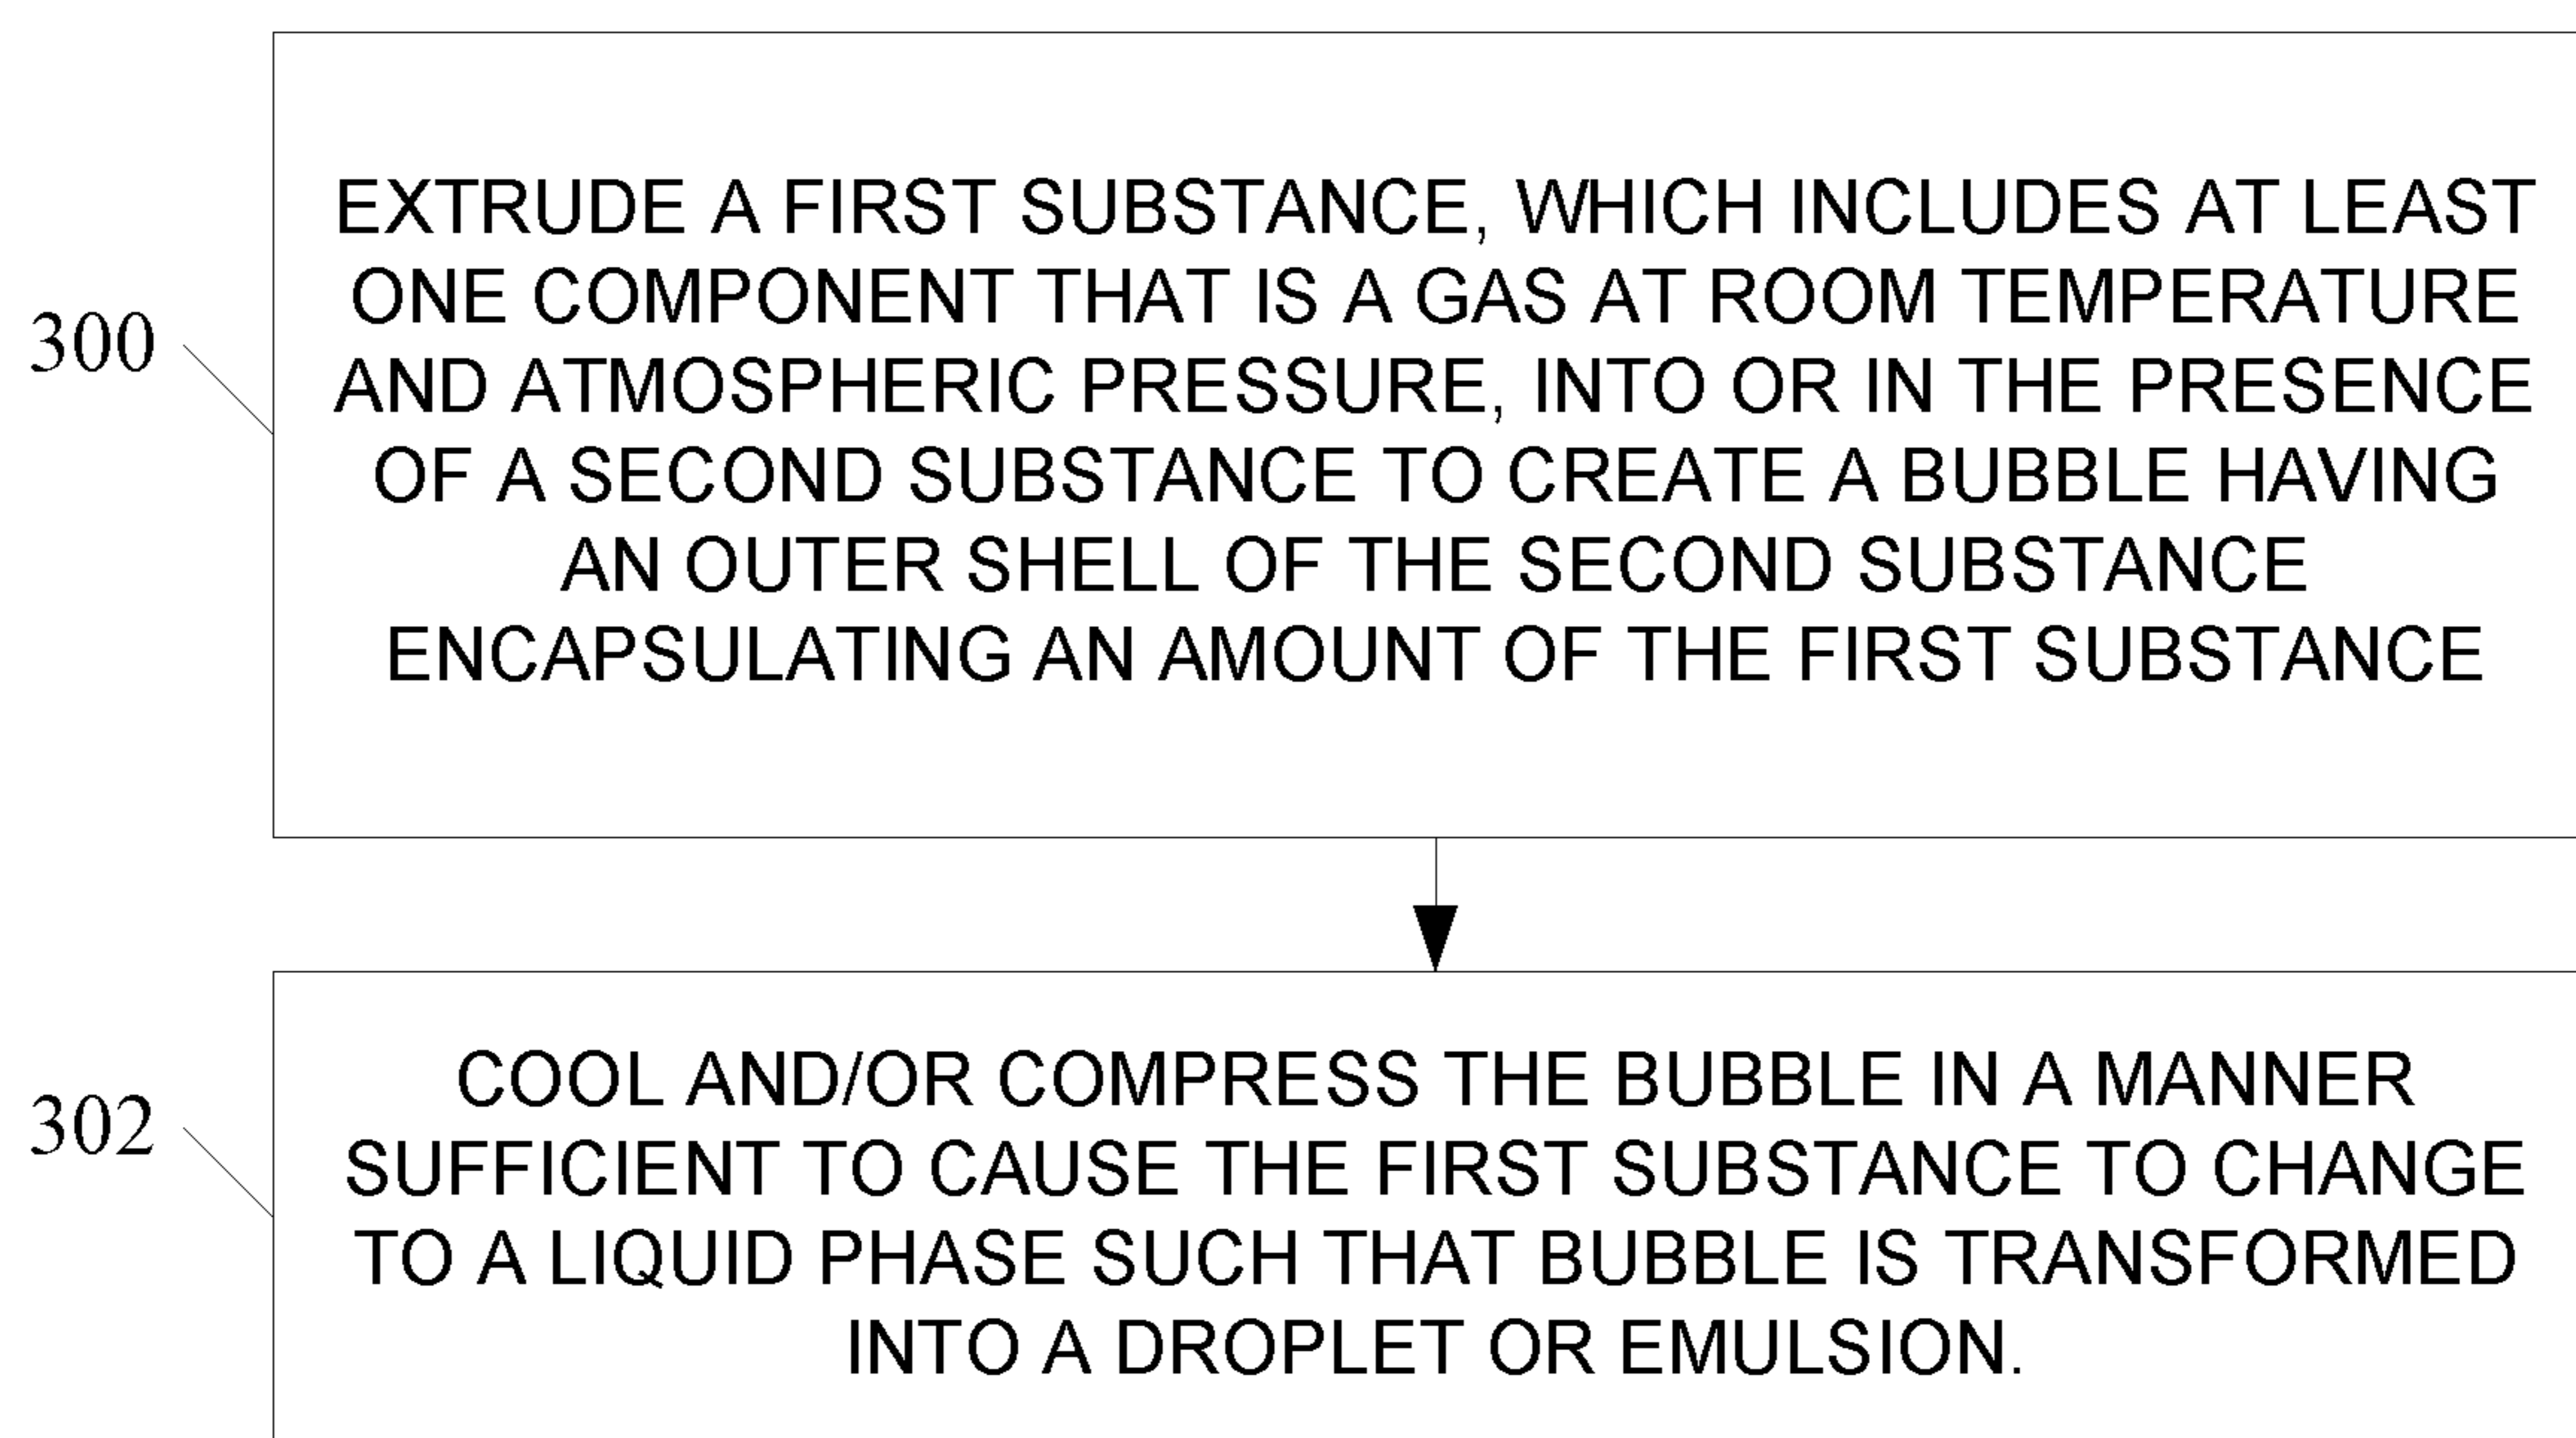 300
EXTRUDE A FIRST SUBSTANCE, WHICH INCLUDES AT LEAST
ONE COMPONENT THAT IS A GAS AT ROOM TEMPERATURE
AND ATMOSPHERIC PRESSURE, INTO OR IN THE PRESENCE
OF A SECOND SUBSTANCE TO CREATE A BUBBLE HAVING
AN OUTER SHELL OF THE SECOND SUBSTANCE
ENCAPSULATING AN AMOUNT OF THE FIRST SUBSTANCE
302
COOL AND/OR COMPRESS THE BUBBLE IN A MANNER
SUFFICIENT TO CAUSE THE FIRST SUBSTANCE TO CHANGE
TO A LIQUID PHASE SUCH THAT BUBBLE IS TRANSFORMED
INTO A DROPLET OR EMULSION.